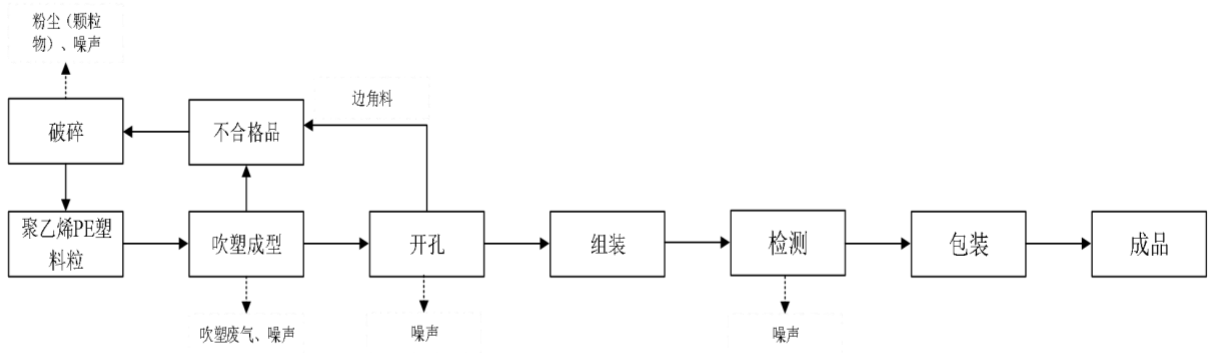 粉尘（颗粒
物）、噪声
边角料
破碎
不合格品
聚乙烯PE塑
料粒
吹塑成型
开孔
组装
检测
包装
成品
吹塑废气、噪声
噪声
噪声